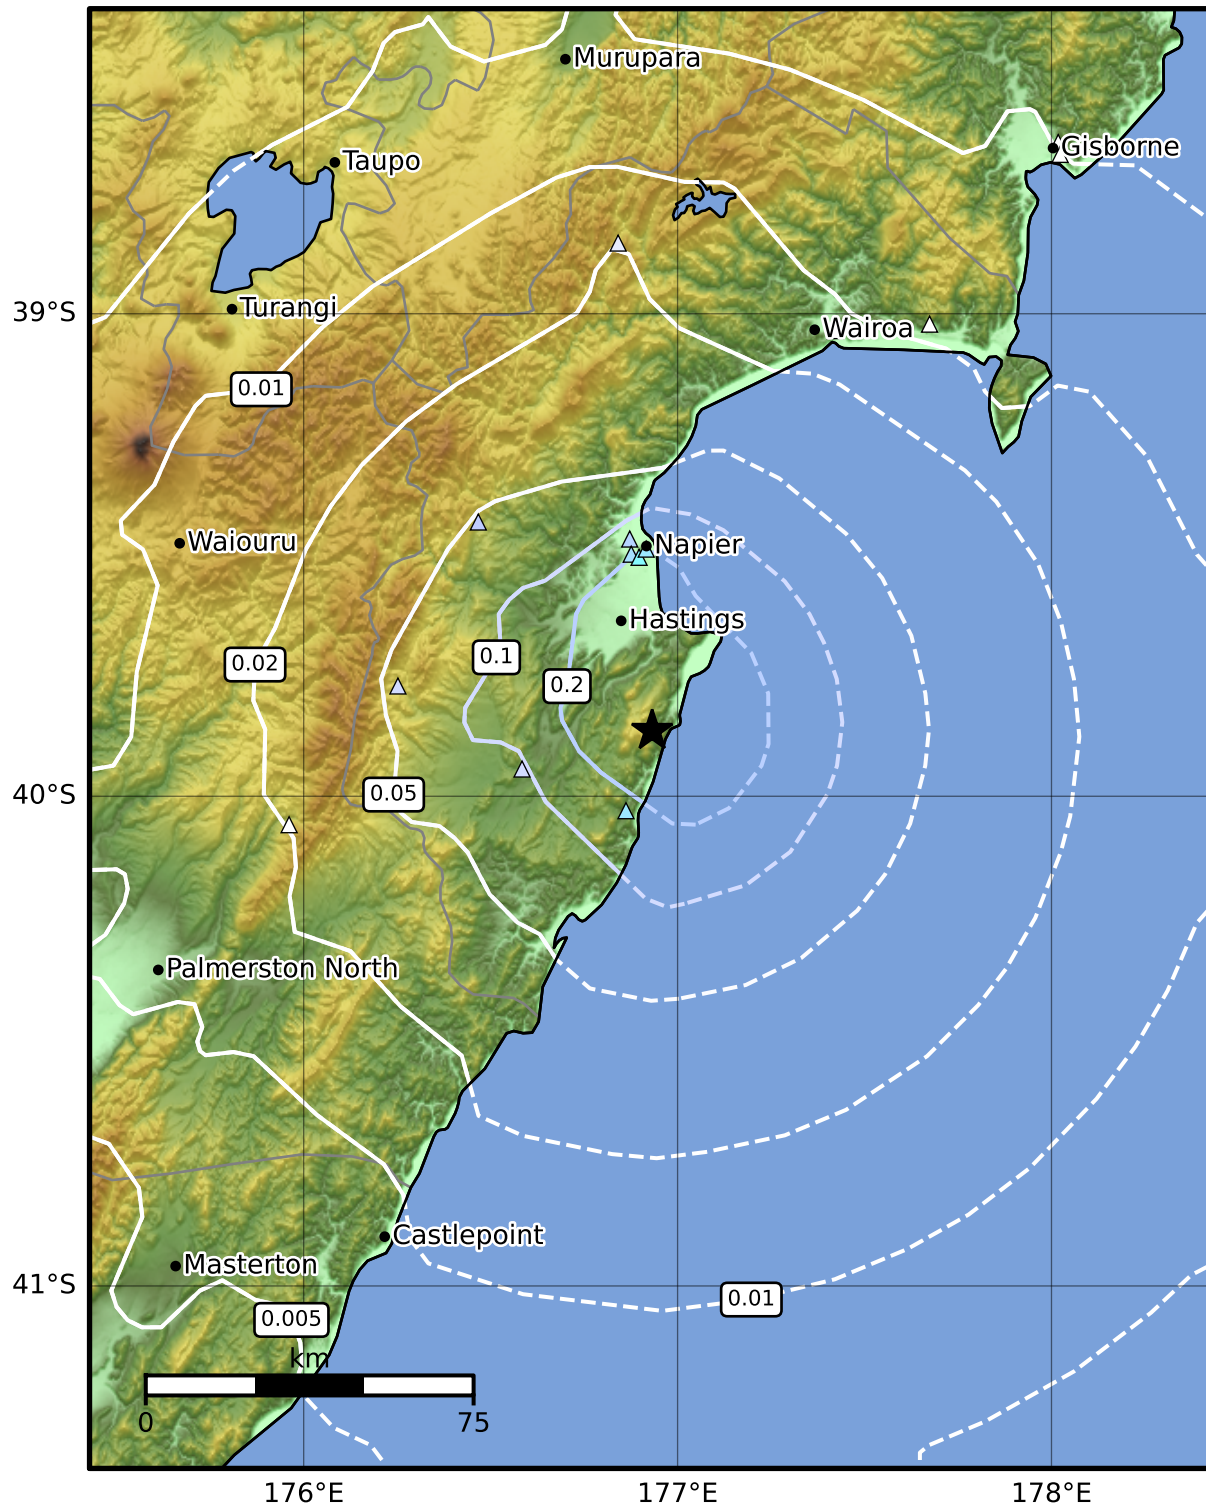 Murupara
Gisborne
Taupo
39°S
Turangi
Wairoa
0.01
Waiouru
Napier
Hastings
0.1
0.2
0.02
40°S
0.05
Palmerston North
Castlepoint
Masterton
41°S
0.01
0.005
km
0
75
176°E
177°E
178°E